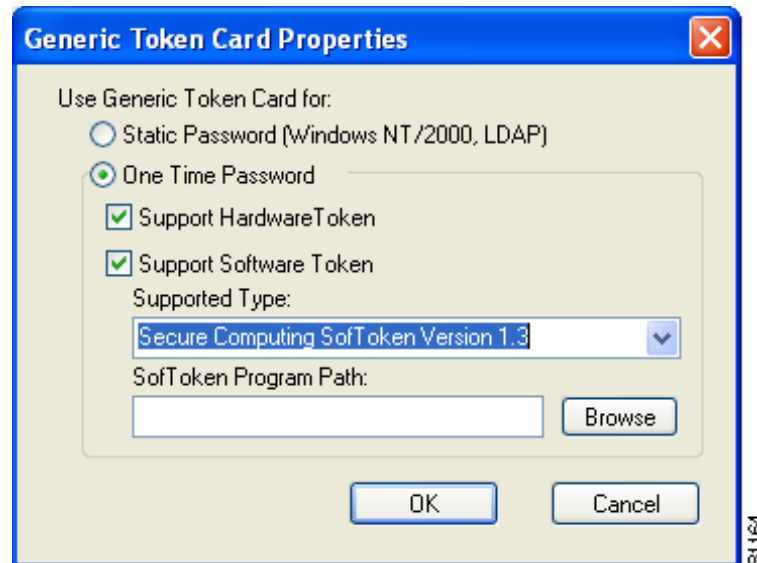 Generic Token Card Properties
Use Generic Token Card for:
Static Password (Windows NT/2000, LDAP)
One Time Password
Support HardwareToken
Support Software Token
Supported Type:
Secure Computing SofToken Version 1.3
SofToken Program Path:
Browse
OK
Cancel
81164